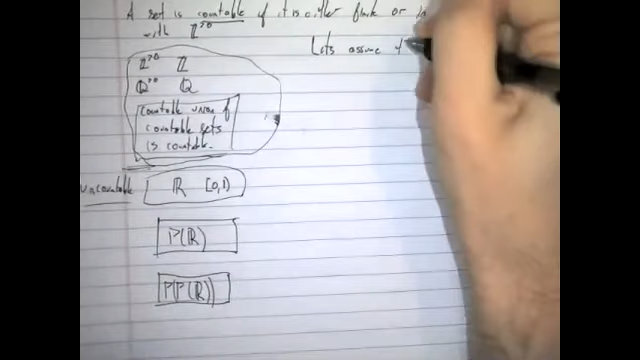 A set is countable if it is either finite or
with ℤ^>0
Lets assume
ℤ^>0 ℤ
ℚ^>0 ℚ
countable union of
countable sets
is countable.
uncountable ℝ [0,1)
P(ℝ)
P(P(ℝ))